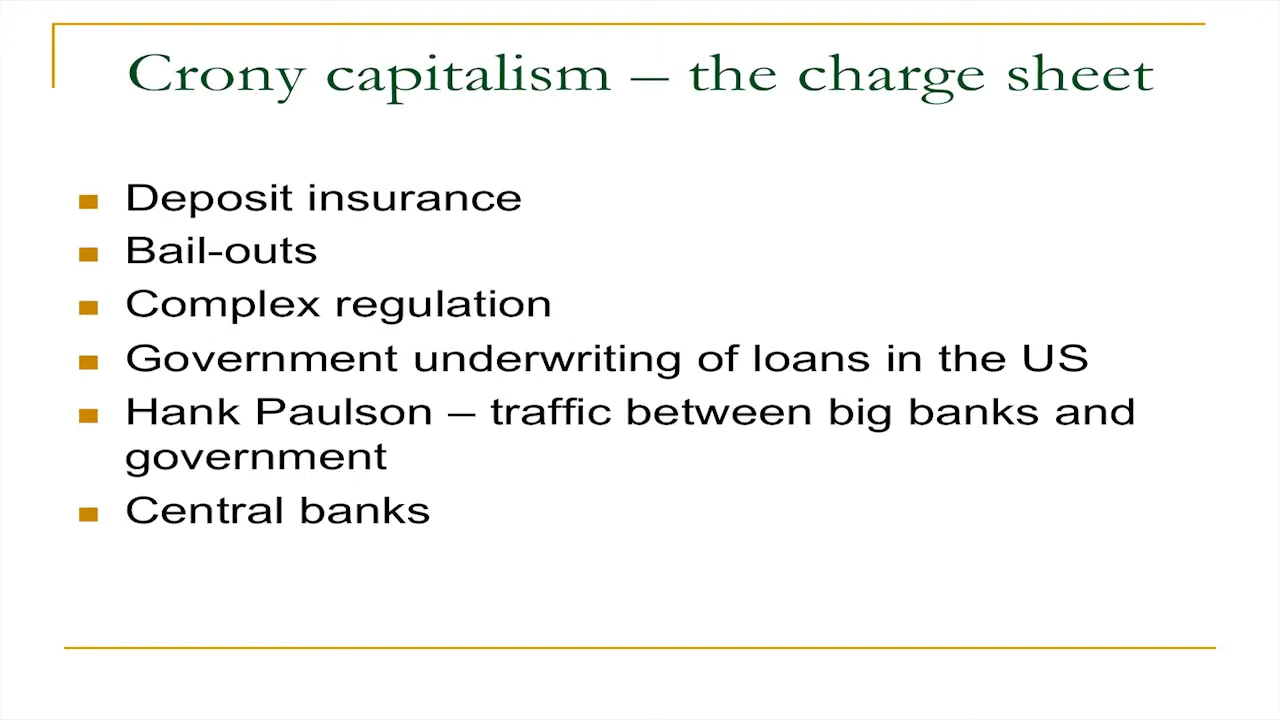 Crony capitalism – the charge sheet
Deposit insurance
Bail-outs
Complex regulation
Government underwriting of loans in the US
Hank Paulson – traffic between big banks and
government
Central banks